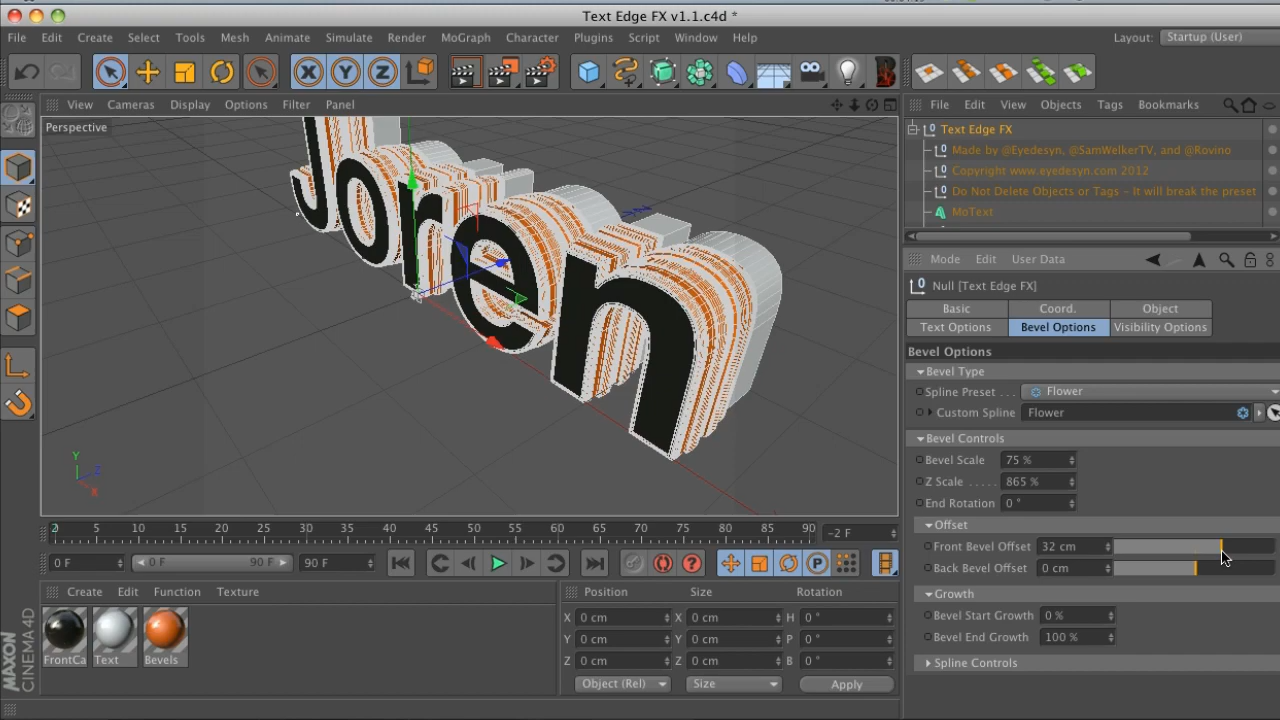 Text Edge FX v1.1.c4d *
File Edit Create Select Tools Mesh Animate Simulate Render MoGraph Character Plugins Script Window Help Layout: Startup (User)
X Y Z
View Cameras Display Options Filter Panel
File Edit View Objects Tags Bookmarks
Perspective
Text Edge FX
Made by @Eyedesyn, @SamWelkerTV, and @Rovino
Copyright www.eyedesyn.com 2012
Do Not Delete Objects or Tags - It will break the preset
MoText
Mode Edit User Data
Null [Text Edge FX]
Basic Coord. Object
Text Options Bevel Options Visibility Options
Bevel Options
Bevel Type
Spline Preset . . . Flower
Custom Spline Flower
Bevel Controls
Bevel Scale 75 %
Z Scale . . . . . 865 %
End Rotation 0 °
Offset
Front Bevel Offset 32 cm
Back Bevel Offset 0 cm
Growth
Bevel Start Growth 0 %
Bevel End Growth 100 %
Spline Controls
Y
Z
X
0 5 10 15 20 25 30 35 40 45 50 55 60 65 70 75 80 85 90 -2 F
0 F 0 F 90 F 90 F
P
Create Edit Function Texture
FrontCa Text Bevels
Position Size Rotation
X 0 cm X 0 cm H 0 °
Y 0 cm Y 0 cm P 0 °
Z 0 cm Z 0 cm B 0 °
Object (Rel) Size Apply
MAXON
CINEMA 4D